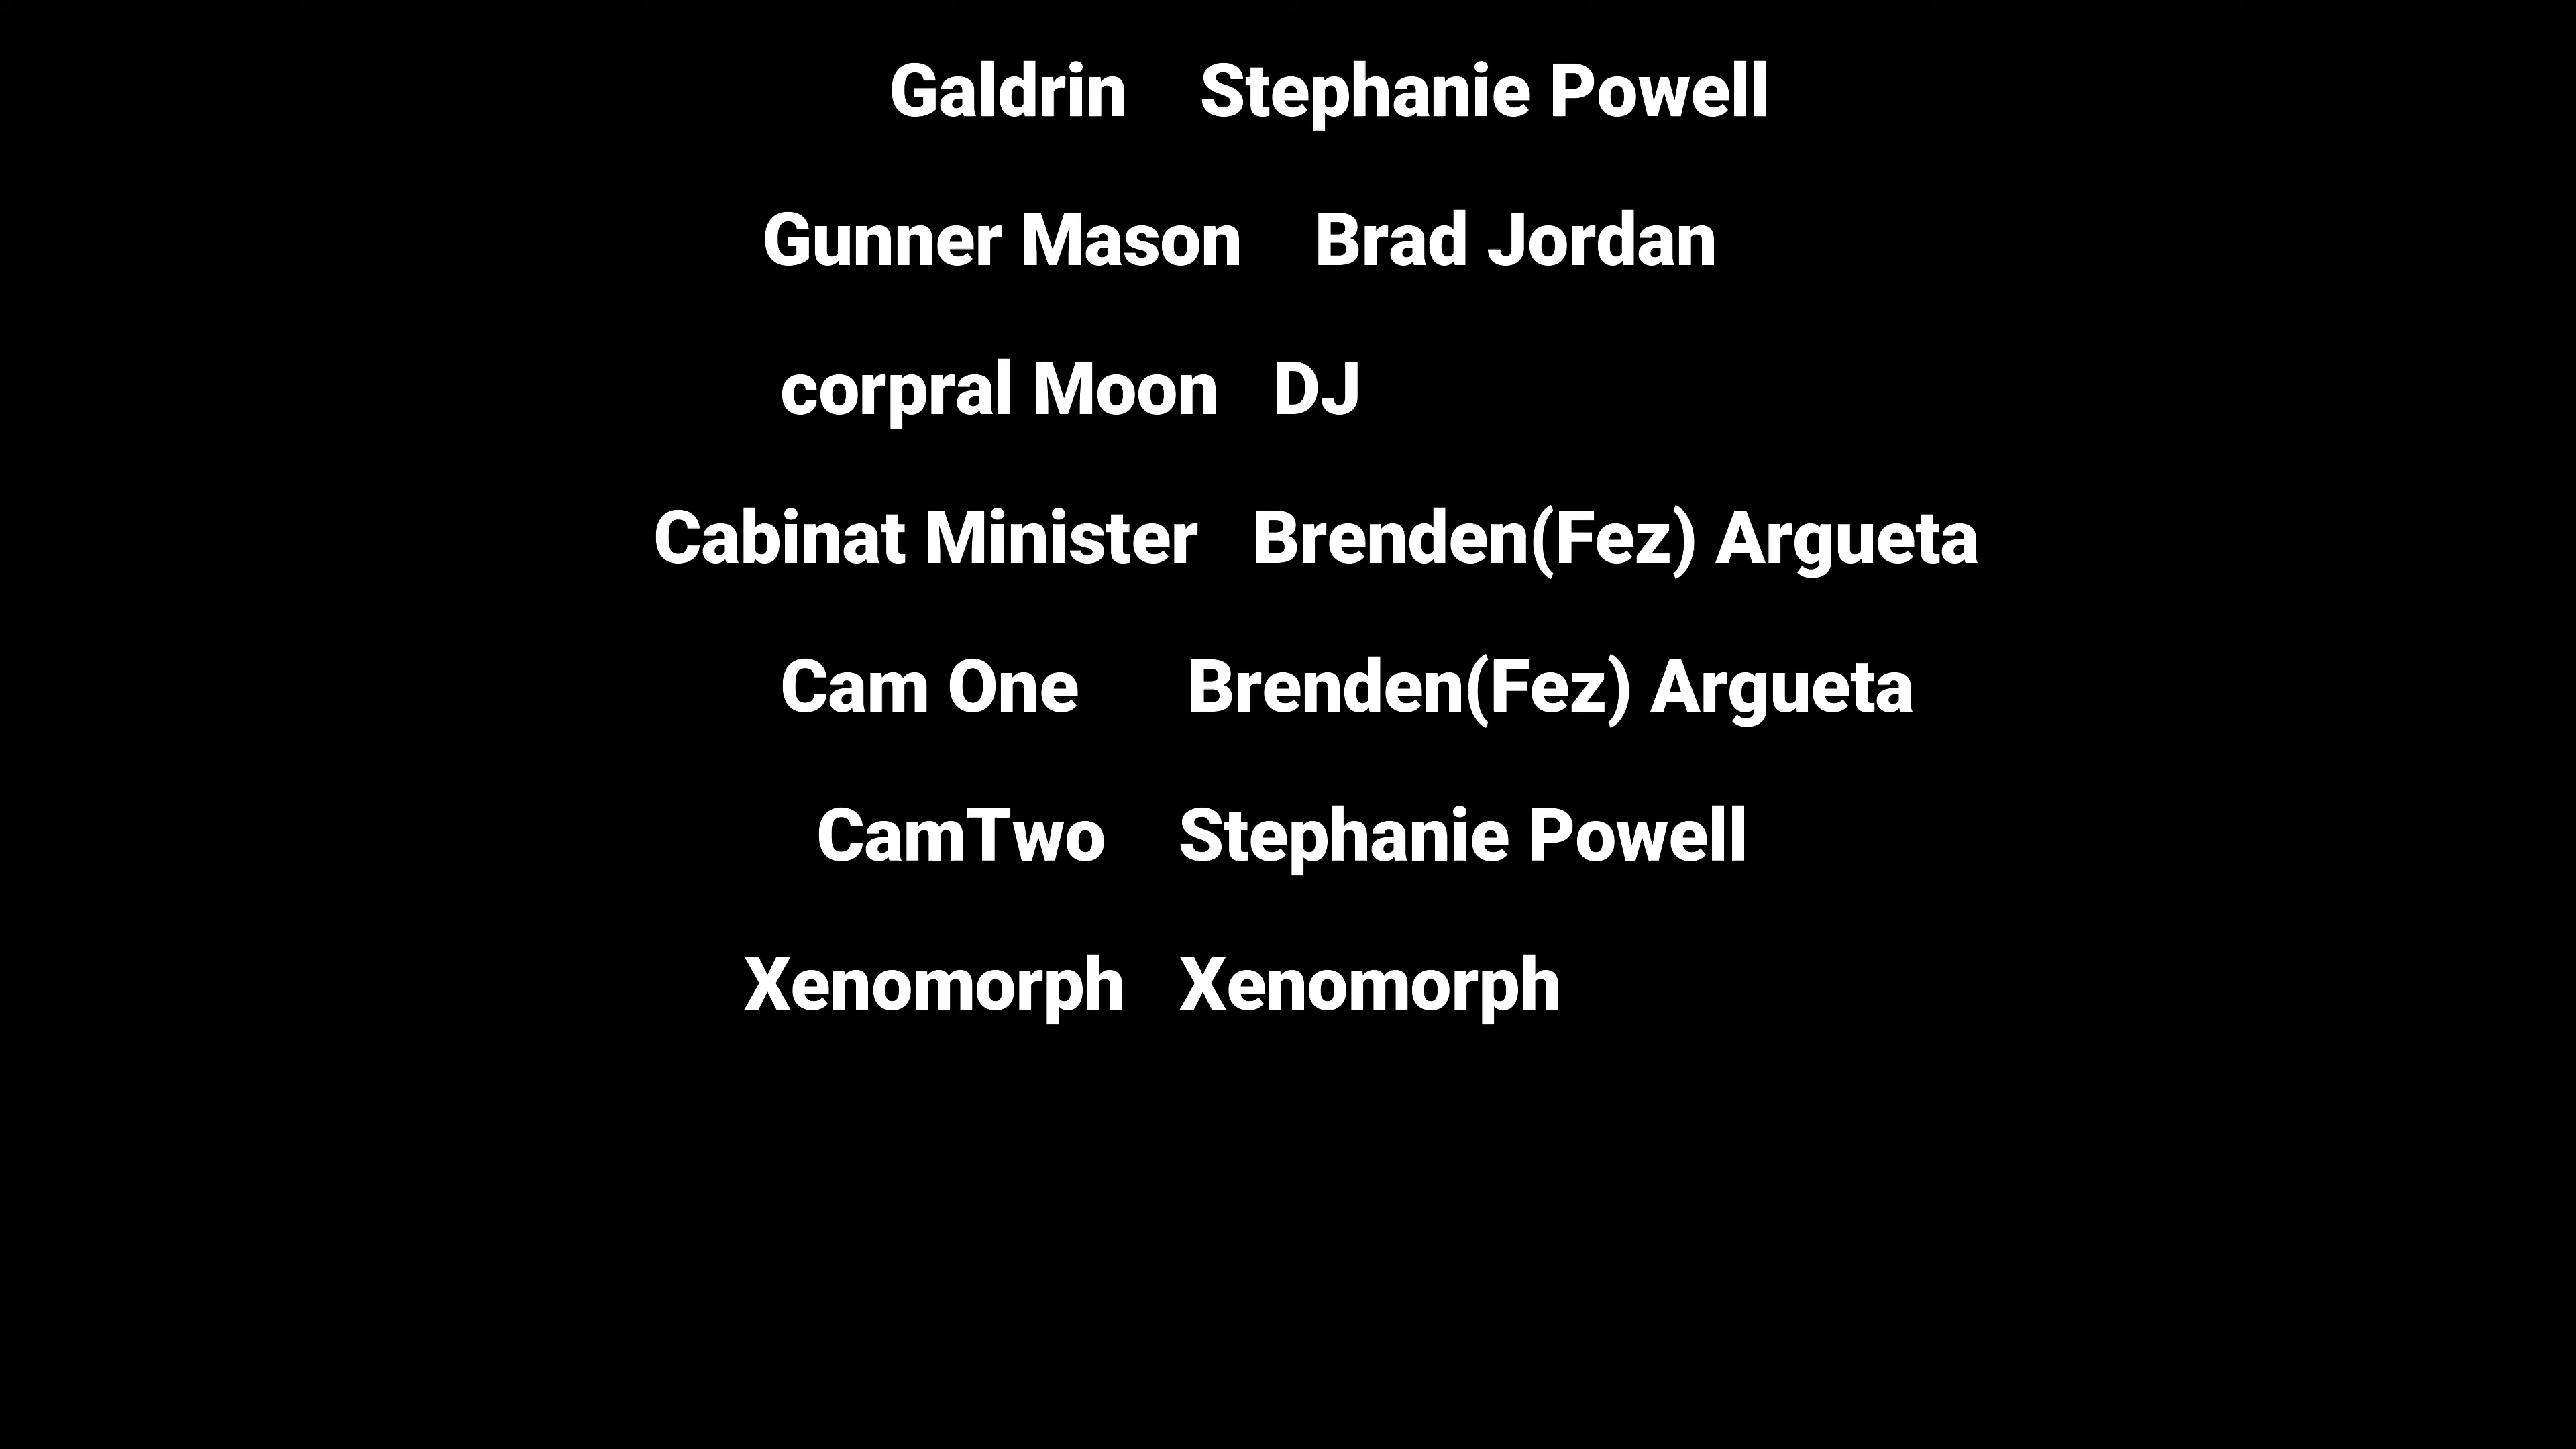 Galdrin Stephanie Powell
Gunner Mason Brad Jordan
corpral Moon DJ
Cabinat Minister Brenden(Fez) Argueta
Cam One Brenden(Fez) Argueta
CamTwo Stephanie Powell
Xenomorph Xenomorph